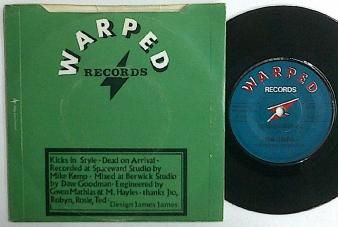 WARPED
RECORDS
Kicks in Style · Dead on Arrival ·
Recorded at Spaceward Studio by
Mike Kemp · Mixed at Berwick Studio
by Dave Goodman · Engineered by
Gwen Mathias & M. Hayles · thanks Jio,
Robyn, Rosie, Ted ·
Design James James
WARPED
RECORDS